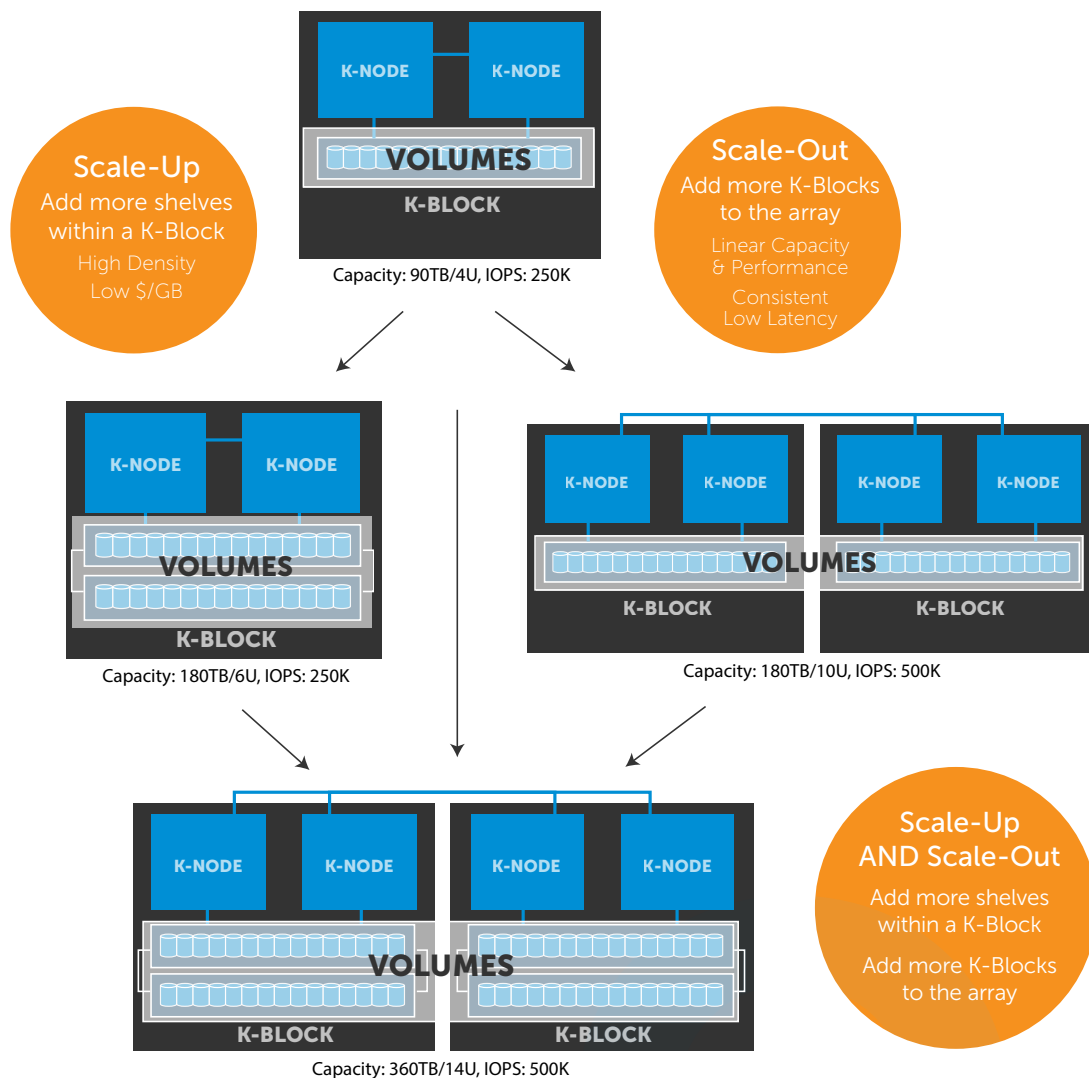 K-NODE
K-NODE
VOLUMES
K-BLOCK
Capacity: 90TB/4U, IOPS: 250K
Scale-Up
Add more shelves
within a K-Block
High Density
Low $/GB
Scale-Out
Add more K-Blocks
to the array
Linear Capacity
& Performance
Consistent
Low Latency
K-NODE
K-NODE
VOLUMES
K-BLOCK
Capacity: 180TB/6U, IOPS: 250K
K-NODE
K-NODE
K-NODE
K-NODE
VOLUMES
K-BLOCK
K-BLOCK
Capacity: 180TB/10U, IOPS: 500K
K-NODE
K-NODE
K-NODE
K-NODE
VOLUMES
K-BLOCK
K-BLOCK
Capacity: 360TB/14U, IOPS: 500K
Scale-Up
AND Scale-Out
Add more shelves
within a K-Block
Add more K-Blocks
to the array